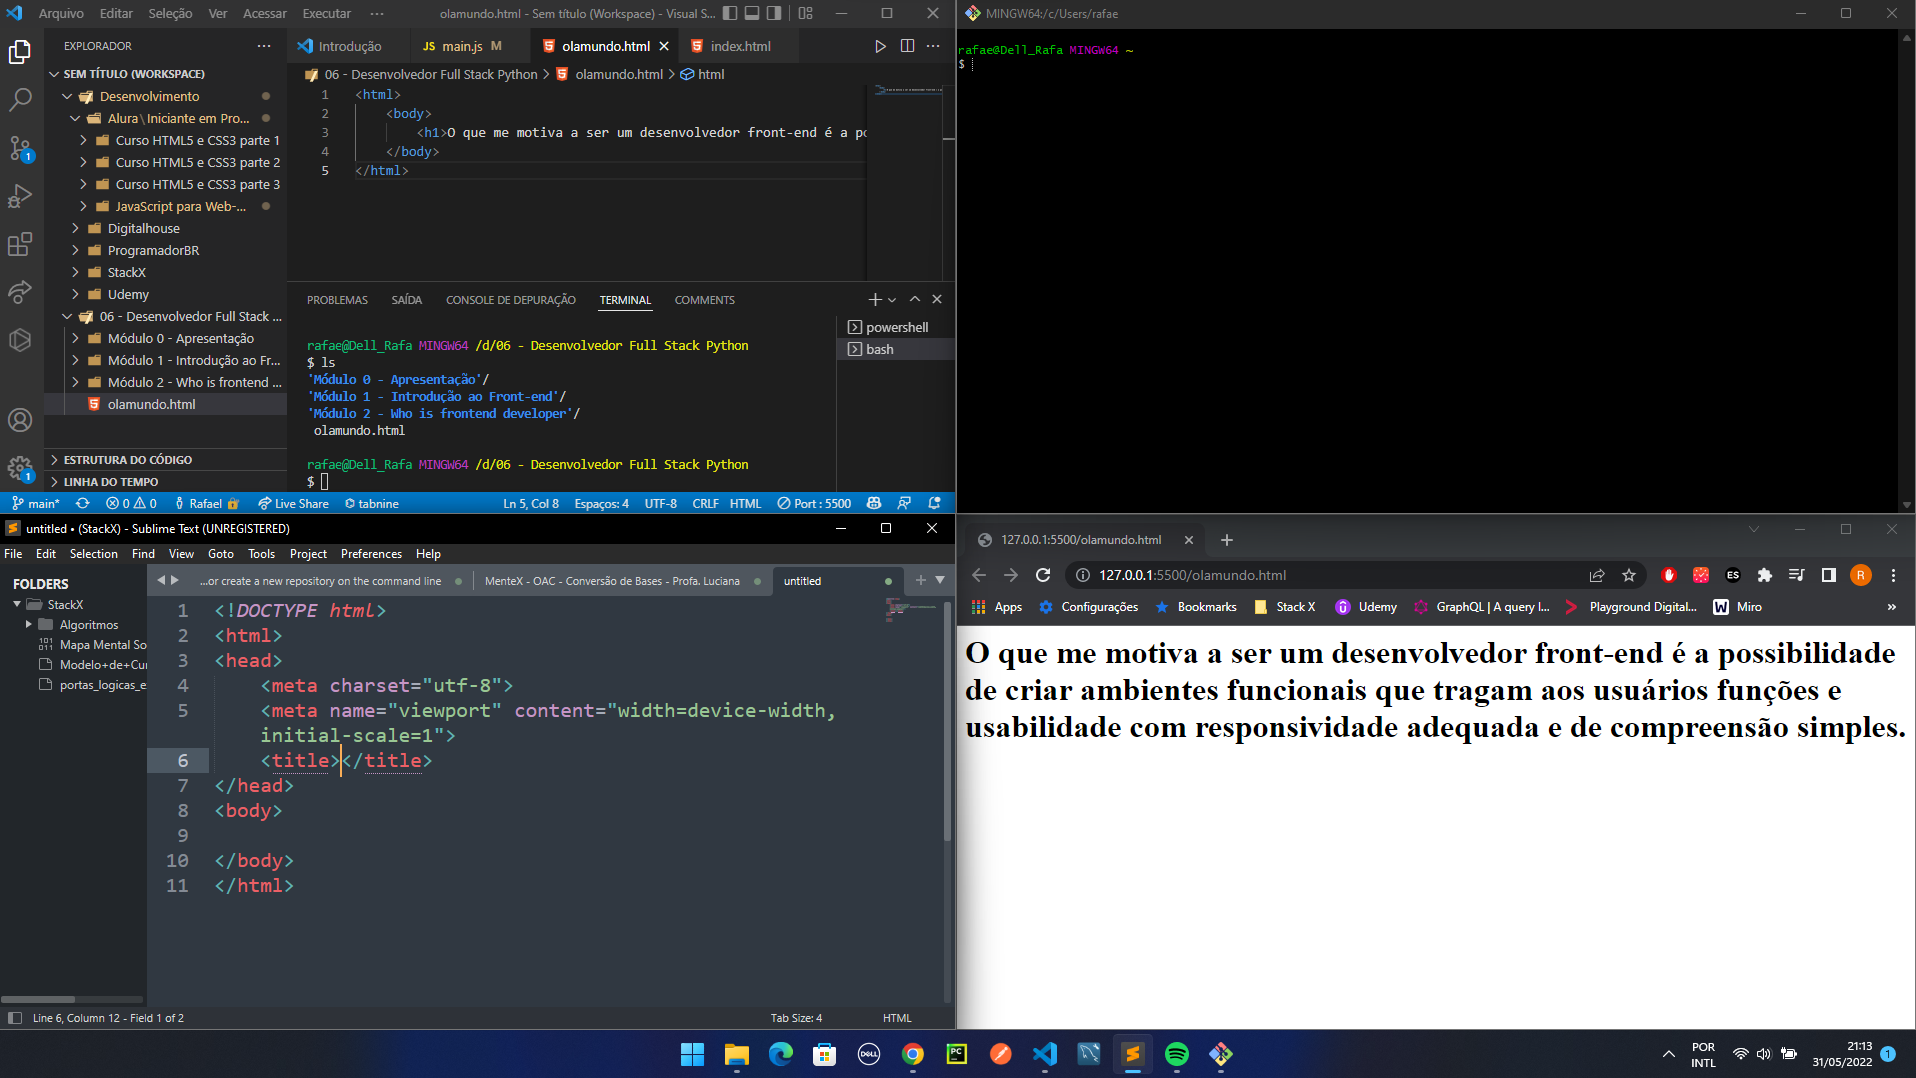 Arquivo Editar Seleção Ver Acessar Executar ··· olamundo.html - Sem título (Workspace) - Visual S...
EXPLORADOR ···
SEM TÍTULO (WORKSPACE)
Desenvolvimento
Alura\Iniciante em Pro...
Curso HTML5 e CSS3 parte 1
Curso HTML5 e CSS3 parte 2
Curso HTML5 e CSS3 parte 3
JavaScript para Web-...
Digitalhouse
ProgramadorBR
StackX
Udemy
06 - Desenvolvedor Full Stack ...
Módulo 0 - Apresentação
Módulo 1 - Introdução ao Fr...
Módulo 2 - Who is frontend ...
olamundo.html
ESTRUTURA DO CÓDIGO
LINHA DO TEMPO
Introdução JS main.js M olamundo.html index.html
06 - Desenvolvedor Full Stack Python > olamundo.html > html
1 <html>
2 <body>
3 <h1>O que me motiva a ser um desenvolvedor front-end é a po
4 </body>
5 </html>
PROBLEMAS SAÍDA CONSOLE DE DEPURAÇÃO TERMINAL COMMENTS
powershell
bash
rafae@Dell_Rafa MINGW64 /d/06 - Desenvolvedor Full Stack Python
$ ls
'Módulo 0 - Apresentação'/
'Módulo 1 - Introdução ao Front-end'/
'Módulo 2 - Who is frontend developer'/
olamundo.html
rafae@Dell_Rafa MINGW64 /d/06 - Desenvolvedor Full Stack Python
$
1
1
main* 0 0 Rafael Live Share tabnine Ln 5, Col 8 Espaços: 4 UTF-8 CRLF HTML Port : 5500
MINGW64:/c/Users/rafae
rafae@Dell_Rafa MINGW64 ~
$
untitled • (StackX) - Sublime Text (UNREGISTERED)
File Edit Selection Find View Goto Tools Project Preferences Help
FOLDERS
StackX
Algoritmos
Mapa Mental So
Modelo+de+Cur
portas_logicas_e
...or create a new repository on the command line MenteX - OAC - Conversão de Bases - Profa. Luciana untitled
1 <!DOCTYPE html>
2 <html>
3 <head>
4 <meta charset="utf-8">
5 <meta name="viewport" content="width=device-width,
initial-scale=1">
6 <title></title>
7 </head>
8 <body>
9
10 </body>
11 </html>
Line 6, Column 12 - Field 1 of 2 Tab Size: 4 HTML
127.0.0.1:5500/olamundo.html
127.0.0.1:5500/olamundo.html ES R
Apps Configurações Bookmarks Stack X Udemy GraphQL | A query l... Playground Digital... Miro »
O que me motiva a ser um desenvolvedor front-end é a possibilidade
de criar ambientes funcionais que tragam aos usuários funções e
usabilidade com responsividade adequada e de compreensão simples.
DELL PC
POR
INTL
21:13
31/05/2022
1